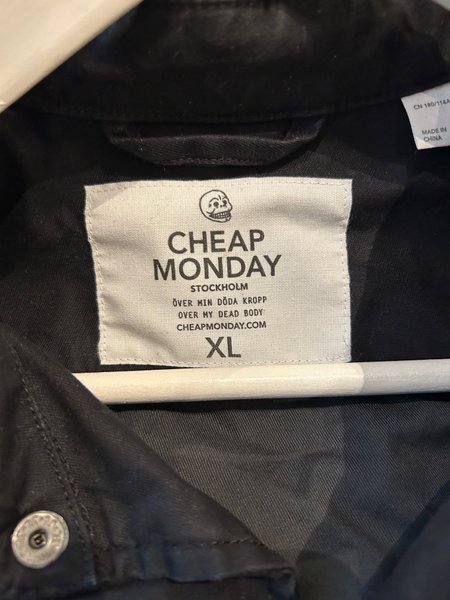 CHEAP
MONDAY
STOCKHOLM
ÖVER MIN DÖDA KROPP
OVER MY DEAD BODY
CHEAPMONDAY.COM
XL
MADE IN
CHINA